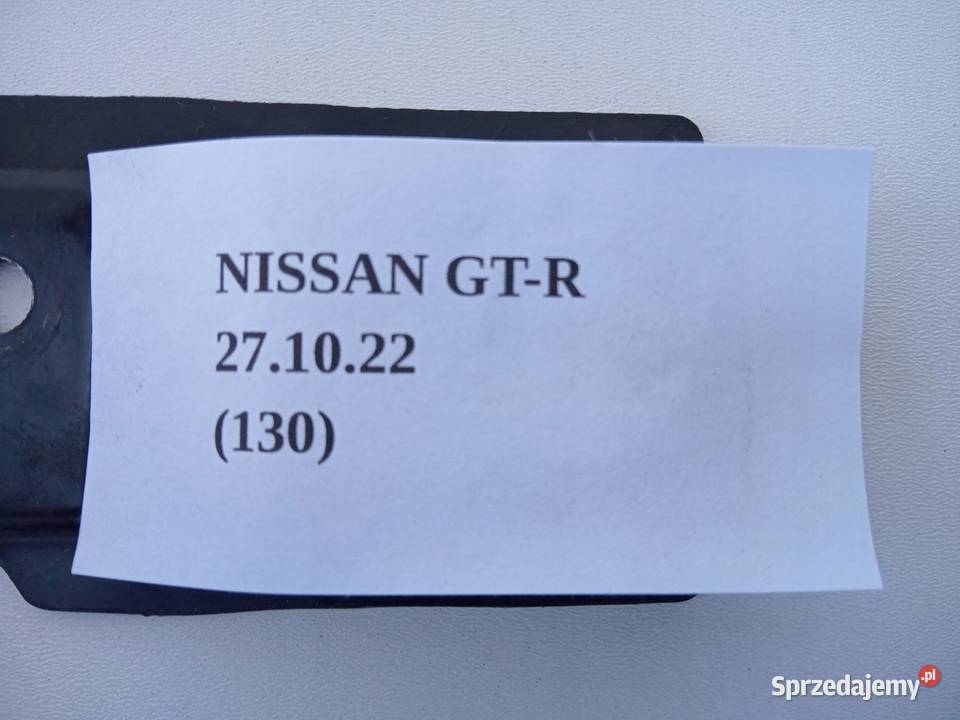 NISSAN GT-R
27.10.22
(130)
Sprzedajemy.pl